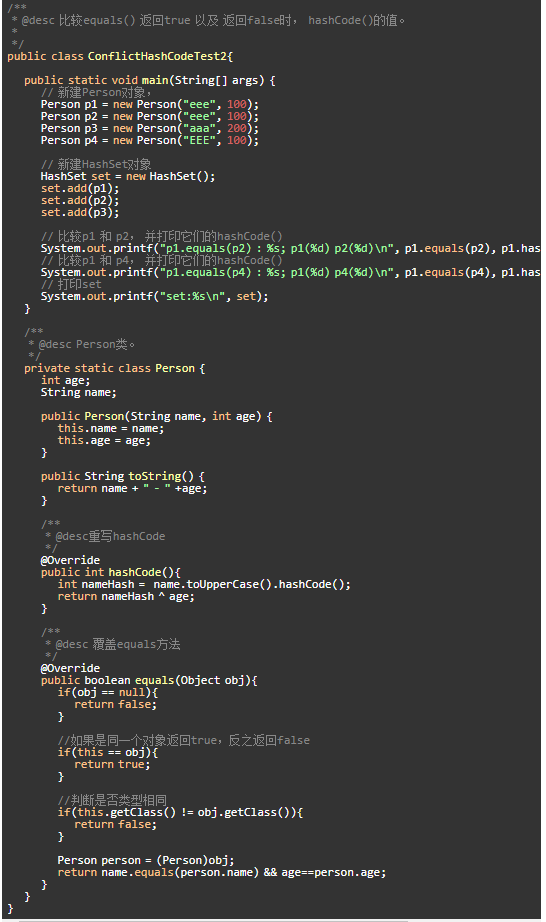 /**
* @desc 比较equals() 返回true 以及 返回false时， hashCode()的值。
*
*/
public class ConflictHashCodeTest2{
public static void main(String[] args) {
// 新建Person对象，
Person p1 = new Person("eee", 100);
Person p2 = new Person("eee", 100);
Person p3 = new Person("aaa", 200);
Person p4 = new Person("EEE", 100);
// 新建HashSet对象
HashSet set = new HashSet();
set.add(p1);
set.add(p2);
set.add(p3);
// 比较p1 和 p2， 并打印它们的hashCode()
System.out.printf("p1.equals(p2) : %s; p1(%d) p2(%d)\n", p1.equals(p2), p1.has
// 比较p1 和 p4， 并打印它们的hashCode()
System.out.printf("p1.equals(p4) : %s; p1(%d) p4(%d)\n", p1.equals(p4), p1.has
// 打印set
System.out.printf("set:%s\n", set);
}
/**
* @desc Person类。
*/
private static class Person {
int age;
String name;
public Person(String name, int age) {
this.name = name;
this.age = age;
}
public String toString() {
return name + " - " +age;
}
/**
* @desc重写hashCode
*/
@Override
public int hashCode(){
int nameHash = name.toUpperCase().hashCode();
return nameHash ^ age;
}
/**
* @desc 覆盖equals方法
*/
@Override
public boolean equals(Object obj){
if(obj == null){
return false;
}
//如果是同一个对象返回true，反之返回false
if(this == obj){
return true;
}
//判断是否类型相同
if(this.getClass() != obj.getClass()){
return false;
}
Person person = (Person)obj;
return name.equals(person.name) && age==person.age;
}
}
}